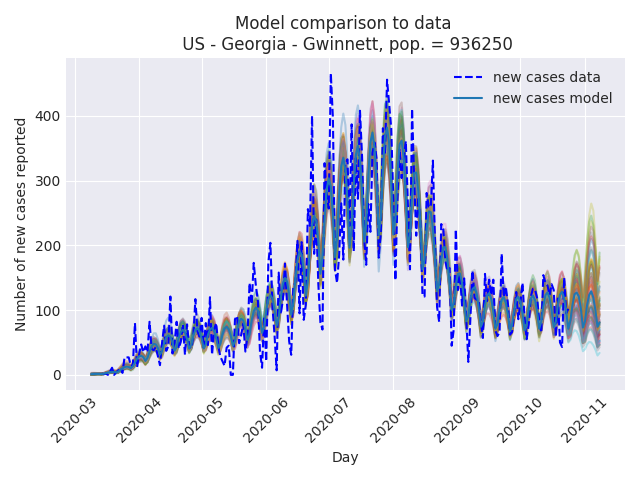 Model comparison to data
US - Georgia - Gwinnett, pop. = 936250
new cases data
new cases model
Number of new cases reported
400
300
200
100
0
2020-03
2020-04
2020-05
2020-06
2020-07
2020-08
2020-09
2020-10
2020-11
Day